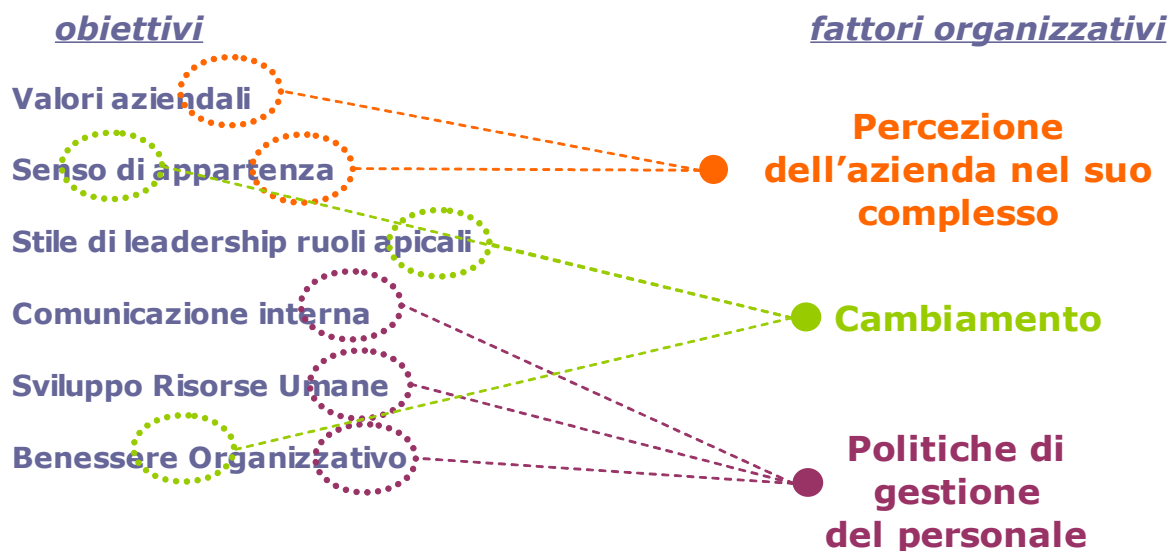 obiettivi
fattori organizzativi
Valori aziendali
Senso di appartenza
Stile di leadership ruoli apicali
Comunicazione interna
Sviluppo Risorse Umane
Benessere Organizzativo
Percezione
dell’azienda nel suo
complesso
Cambiamento
Politiche di
gestione
del personale